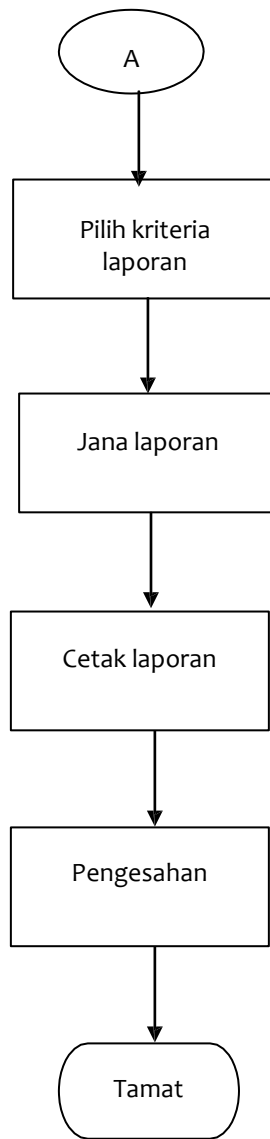 A
Pilih kriteria
laporan
Jana laporan
Cetak laporan
Pengesahan
Tamat